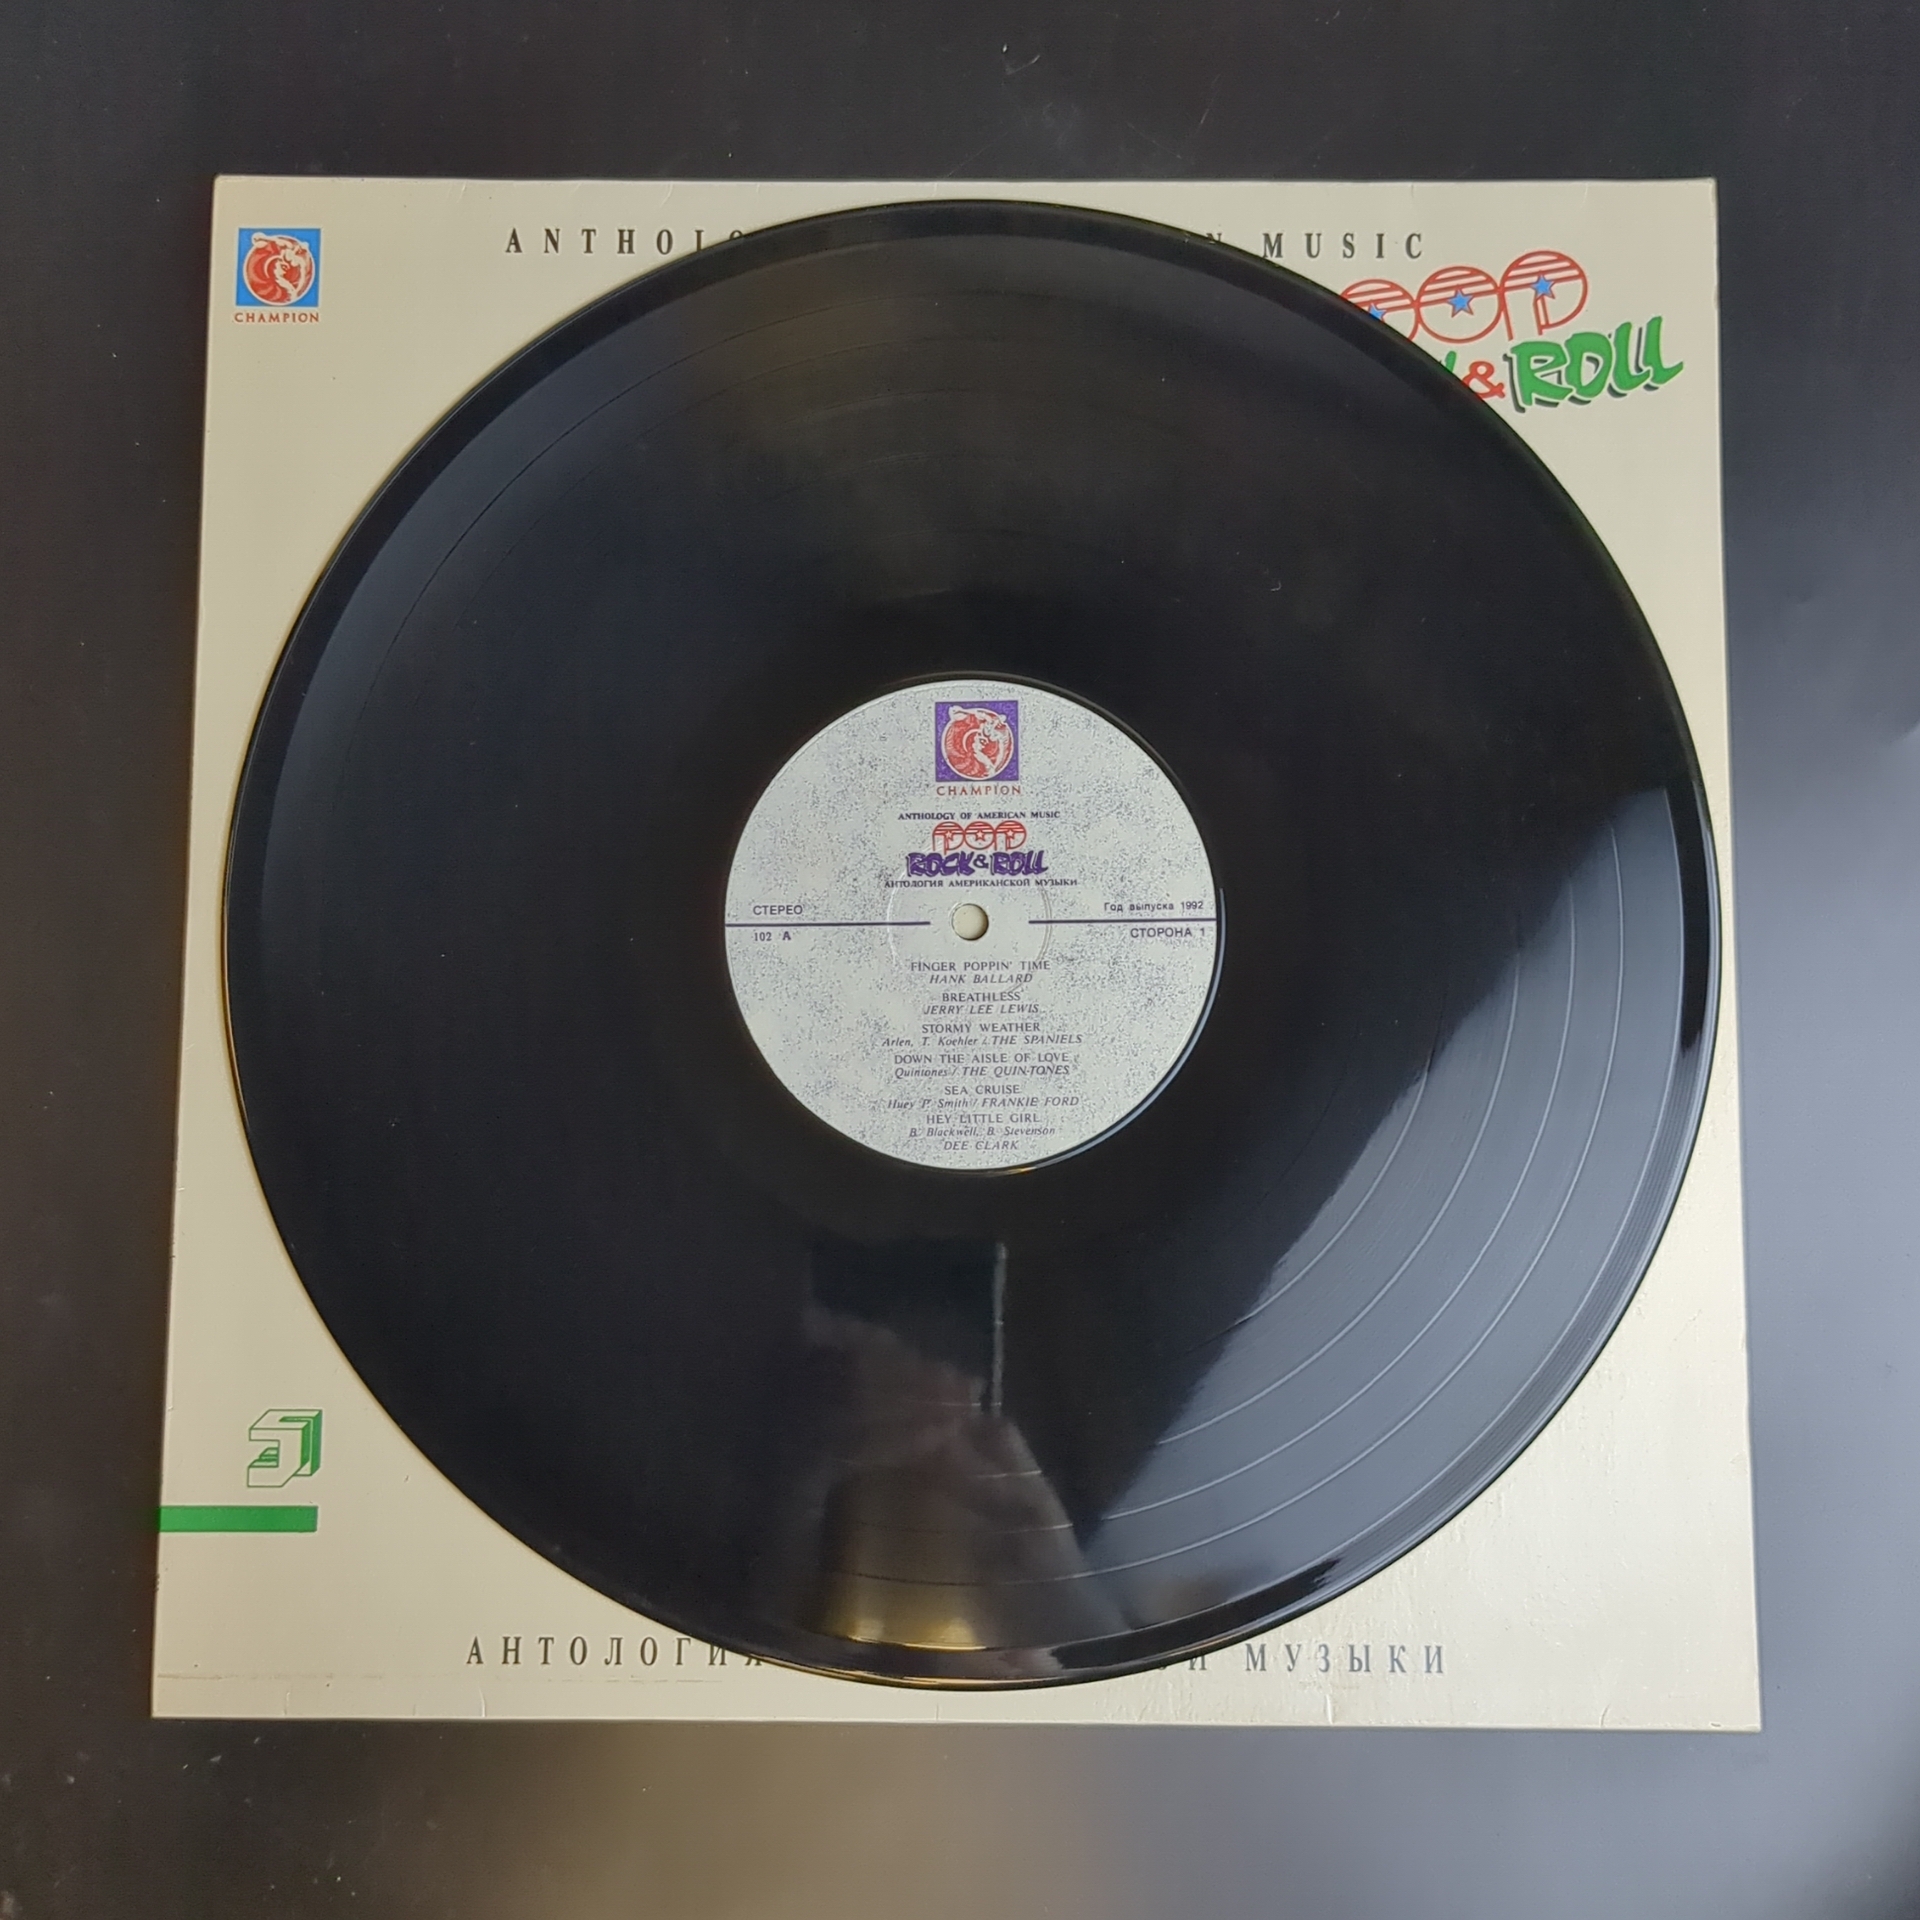 ANTHOLO N MUSIC
CHAMPION
POP
& ROLL
CHAMPION
ANTHOLOGY OF AMERICAN MUSIC
POP
ROCK & ROLL
АНТОЛОГИЯ АМЕРИКАНСКОЙ МУЗЫКИ
СТЕРЕО Год выпуска 1992
102 А СТОРОНА 1
FINGER POPPIN' TIME
HANK BALLARD
BREATHLESS
JERRY LEE LEWIS
STORMY WEATHER
Arlen, T. Koehler / THE SPANIELS
DOWN THE AISLE OF LOVE
Quintones / THE QUIN-TONES
SEA CRUISE
Huey P. Smith / FRANKIE FORD
HEY LITTLE GIRL
B. Blackwell, B. Stevenson
DEE CLARK
АНТОЛОГИЯ Й МУЗЫКИ